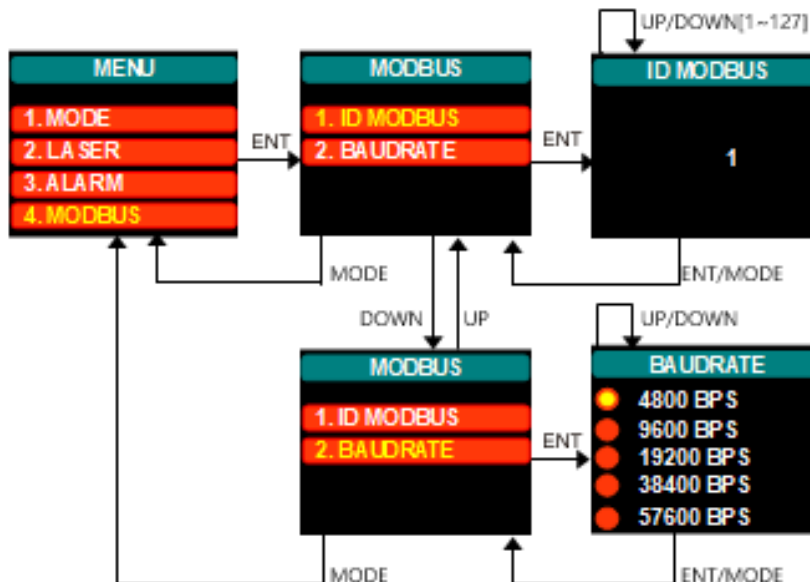 UP/DOWN[1~127]
MENU
1. MODE
2. LASER
3. ALARM
4. MODBUS
ENT
MODBUS
1. ID MODBUS
2. BAUDRATE
ENT
ID MODBUS
1
MODE
ENT/MODE
DOWN
UP
UP/DOWN
MODBUS
1. ID MODBUS
2. BAUDRATE
ENT
BAUDRATE
4800 BPS
9600 BPS
19200 BPS
38400 BPS
57600 BPS
MODE
ENT/MODE